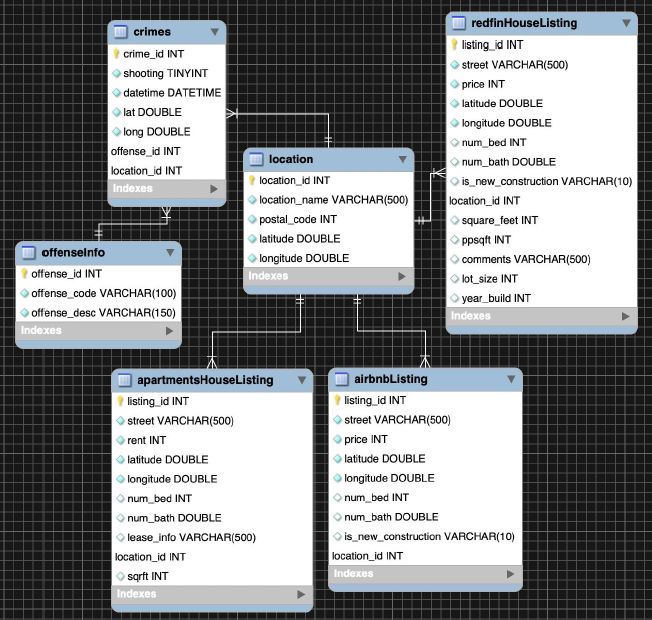 crimes
crime_id INT
shooting TINYINT
datetime DATETIME
lat DOUBLE
long DOUBLE
offense_id INT
location_id INT
Indexes
redfinHouseListing
listing_id INT
street VARCHAR(500)
price INT
latitude DOUBLE
longitude DOUBLE
num_bed INT
num_bath DOUBLE
is_new_construction VARCHAR(10)
location_id INT
square_feet INT
ppsqft INT
comments VARCHAR(500)
lot_size INT
year_build INT
Indexes
location
location_id INT
location_name VARCHAR(500)
postal_code INT
latitude DOUBLE
longitude DOUBLE
Indexes
offenseInfo
offense_id INT
offense_code VARCHAR(100)
offense_desc VARCHAR(150)
Indexes
apartmentsHouseListing
listing_id INT
street VARCHAR(500)
rent INT
latitude DOUBLE
longitude DOUBLE
num_bed INT
num_bath DOUBLE
lease_info VARCHAR(500)
location_id INT
sqrft INT
Indexes
airbnbListing
listing_id INT
street VARCHAR(500)
price INT
latitude DOUBLE
longitude DOUBLE
num_bed INT
num_bath DOUBLE
is_new_construction VARCHAR(10)
location_id INT
Indexes